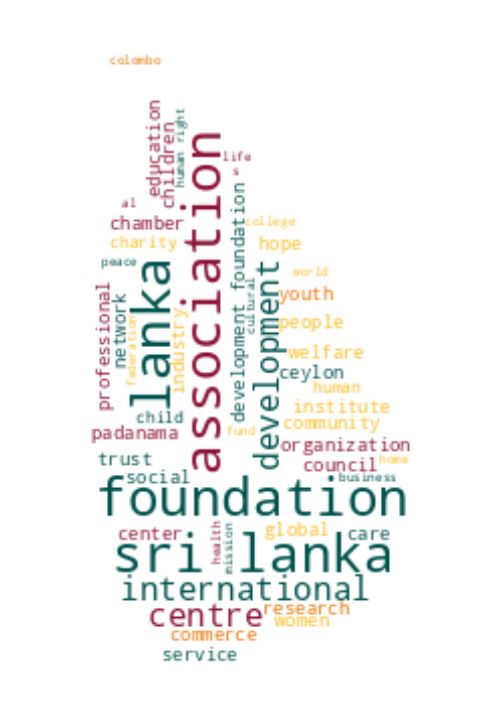 colombo
education
children
human right
association
life
s
al
chamber
charity
peace
lanka
development foundation
college
hope
cultural
development
world
youth
people
professional
network
federation
industry
welfare
ceylon
human
institute
community
child
padanama
fund
organization
trust
social
council
home
business
foundation
center
health
mission
global
care
sri lanka
international
centre
research
women
commerce
service